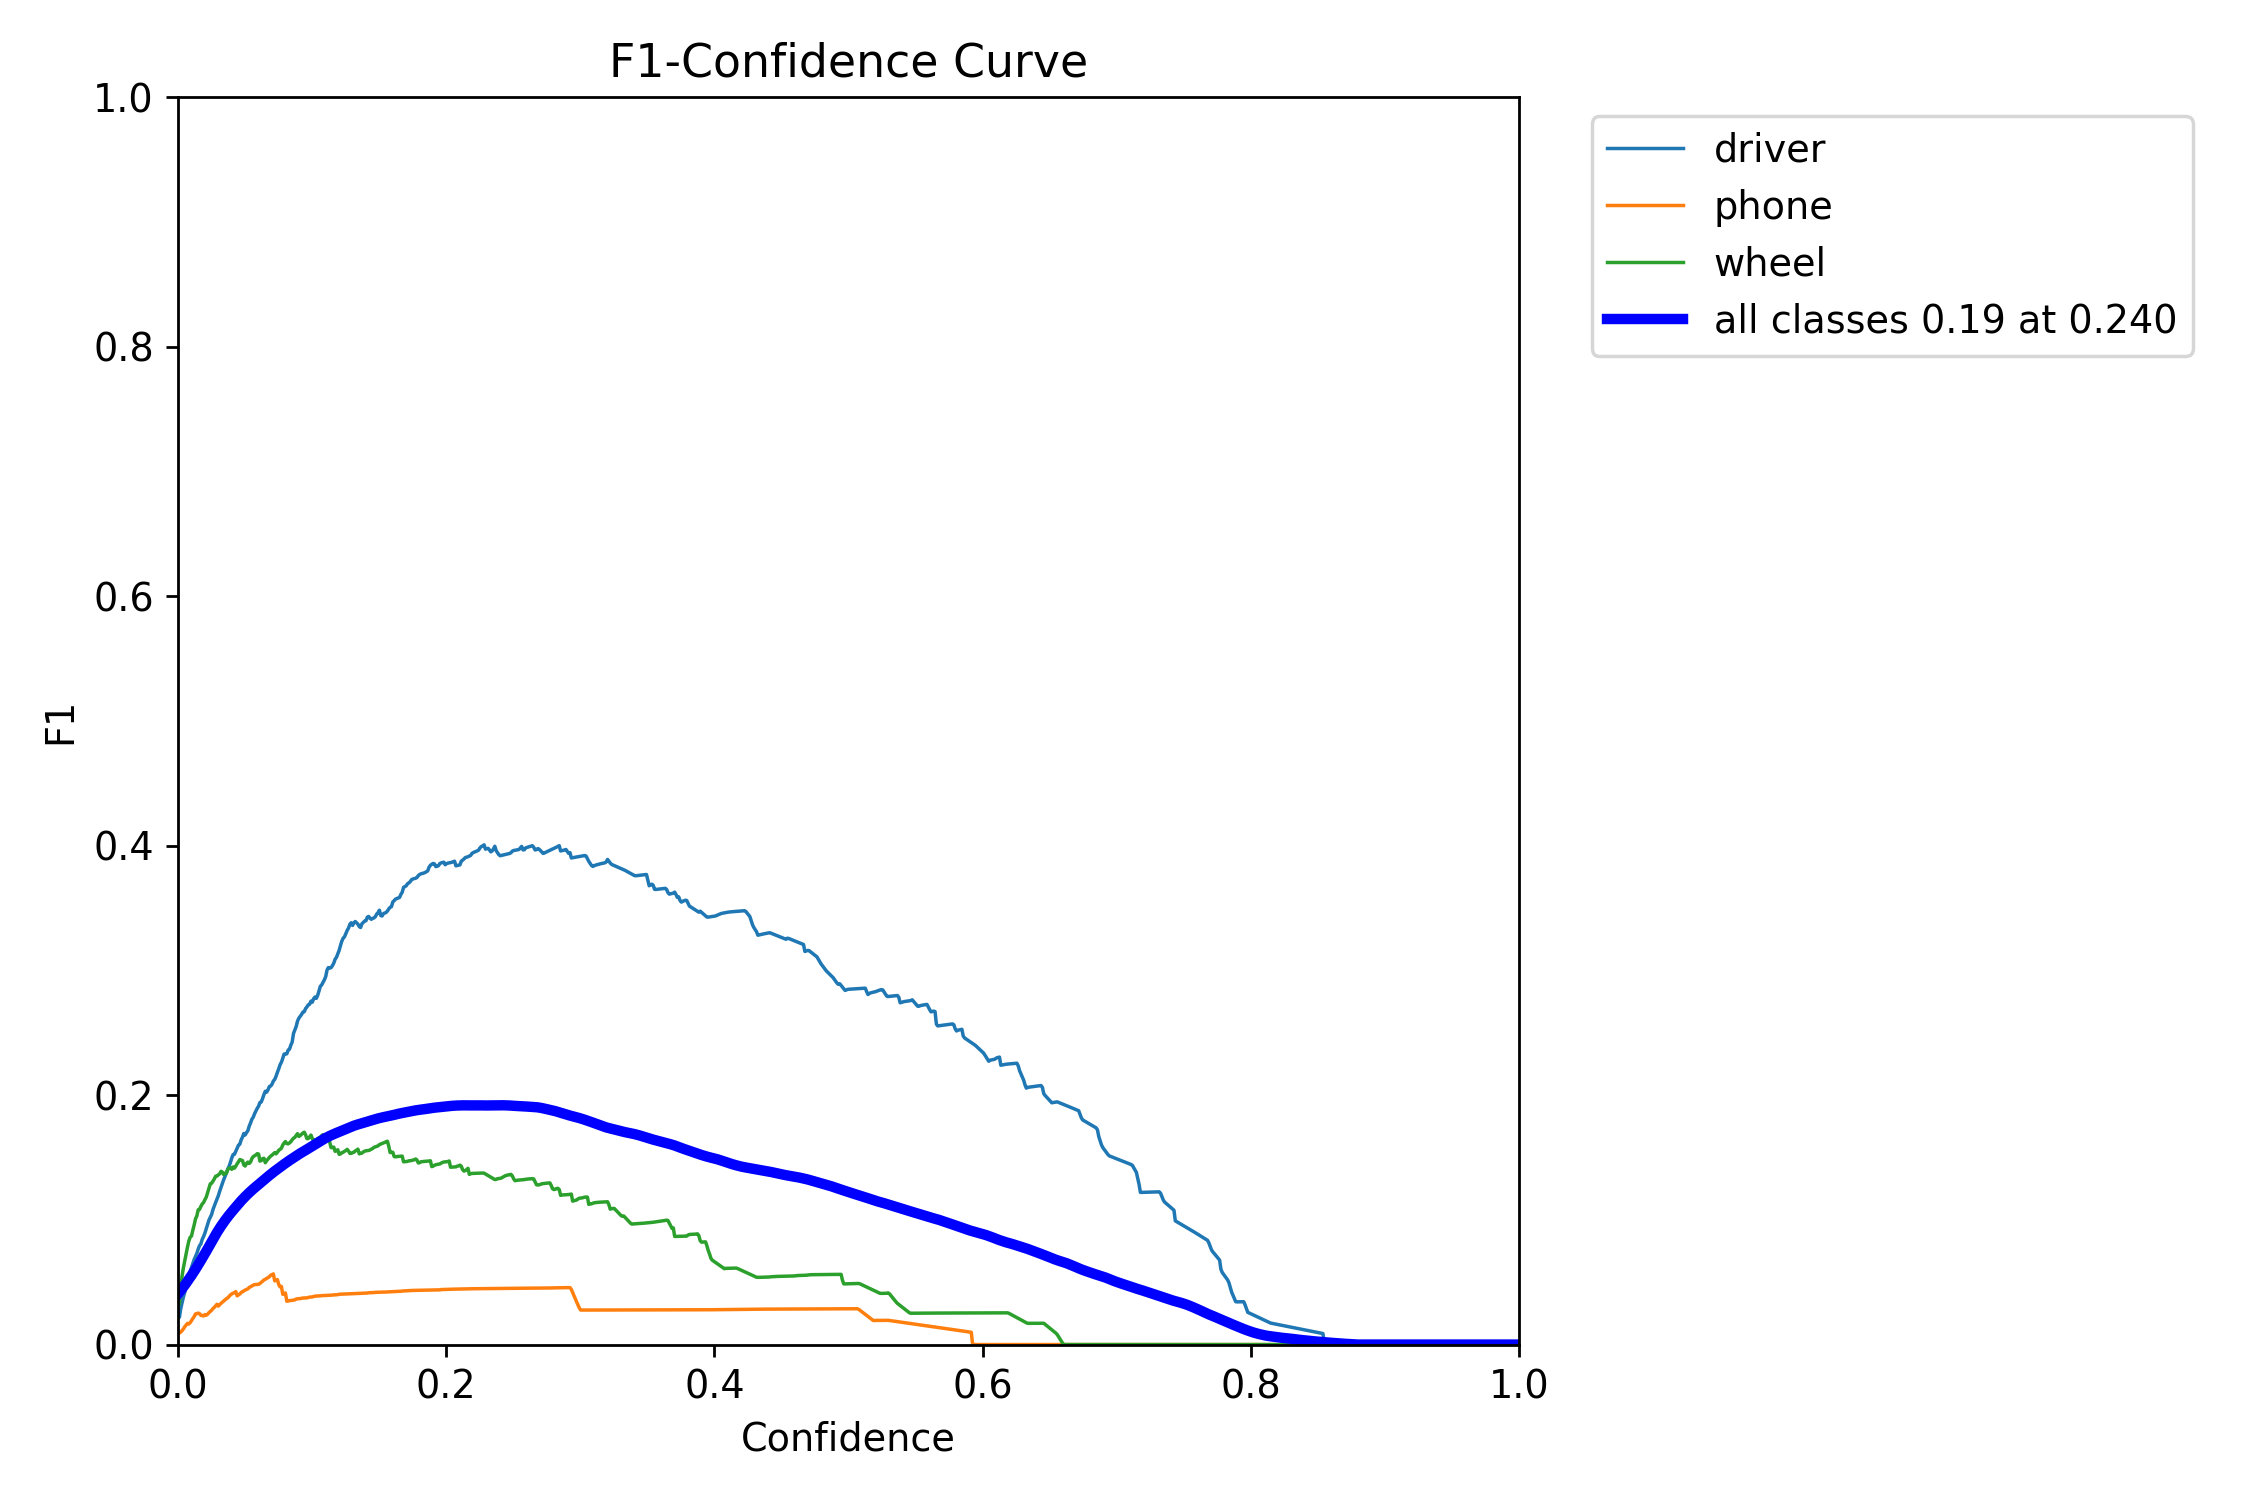 F1-Confidence Curve
1.0
0.8
0.6
0.4
0.2
0.0
F1
0.0 0.2 0.4 0.6 0.8 1.0
Confidence
driver
phone
wheel
all classes 0.19 at 0.240